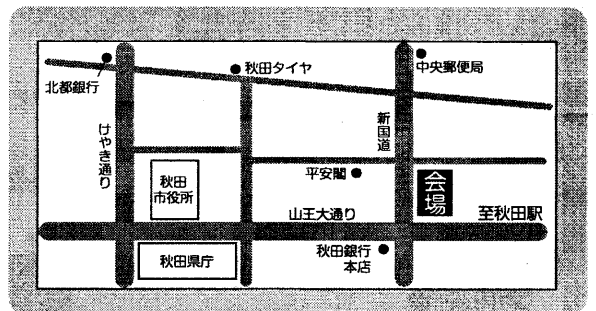 北都銀行
秋田タイヤ
中央郵便局
けやき通り
新国道
秋田
市役所
平安閣
会場
山王大通り
至秋田駅
秋田県庁
秋田銀行
本店